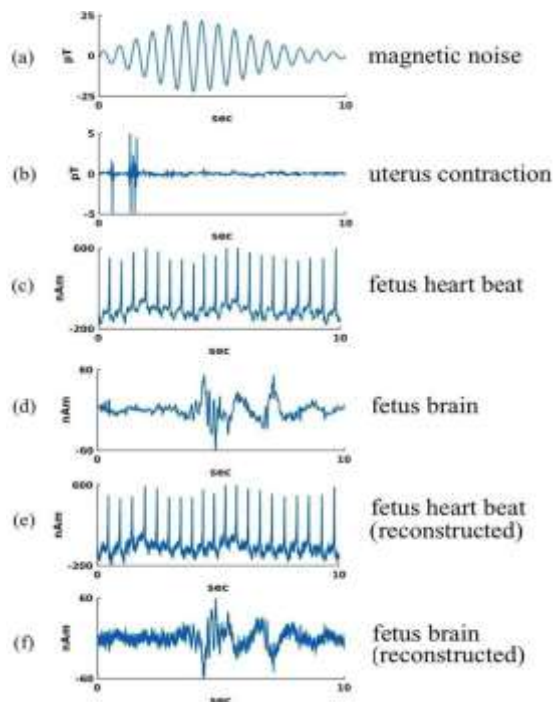 (a)
25
0
-25
pT
0
10
sec
magnetic noise
(b)
5
0
-5
pT
0
10
sec
uterus contraction
(c)
600
-200
nAm
0
10
sec
fetus heart beat
(d)
60
-60
nAm
0
10
sec
fetus brain
(e)
600
-200
nAm
0
10
sec
fetus heart beat
(reconstructed)
(f)
60
-60
nAm
0
10
sec
fetus brain
(reconstructed)